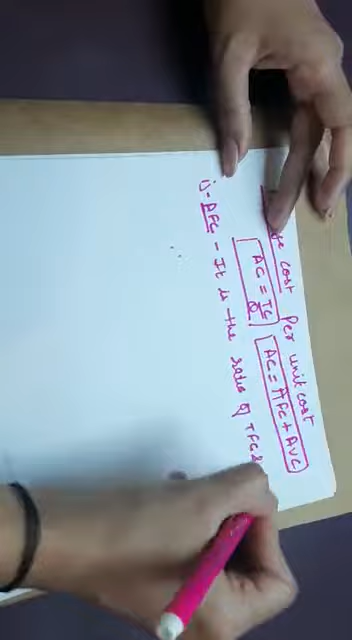 cost Per unit cost
AC = TC/Q AC = AFC + AVC
i)- AFC - It is the ratio of TFC &